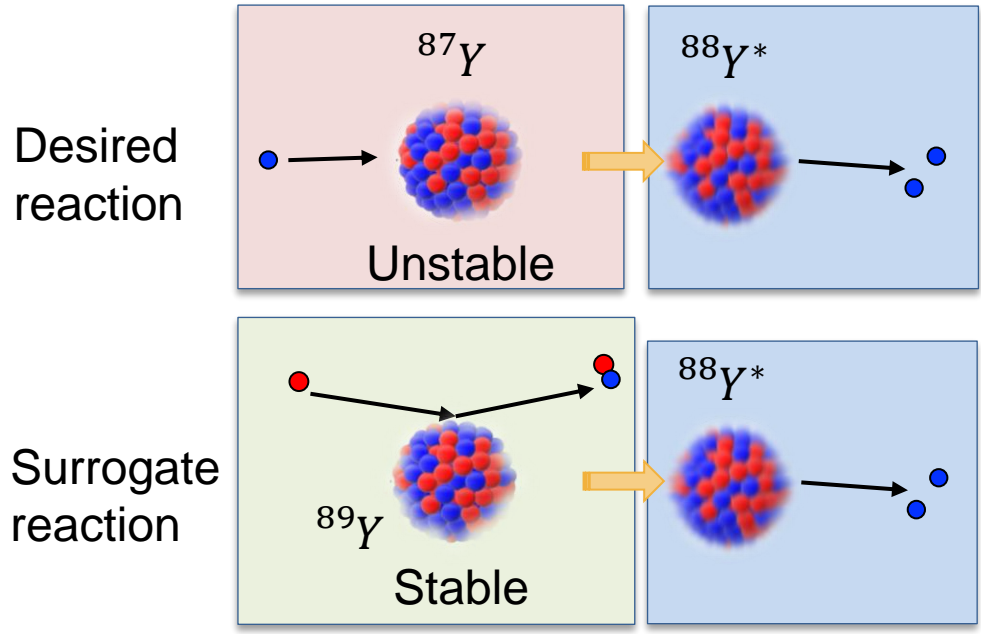 Desired
reaction
⁸⁷Y
Unstable
⁸⁸Y*
Surrogate
reaction
⁸⁹Y
Stable
⁸⁸Y*